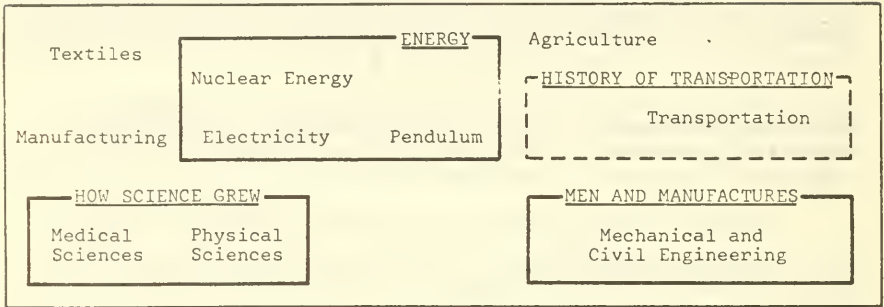 Textiles
ENERGY
Nuclear Energy
Manufacturing
Electricity Pendulum
Agriculture
HISTORY OF TRANSPORTATION
Transportation
HOW SCIENCE GREW
Medical Physical
Sciences Sciences
MEN AND MANUFACTURES
Mechanical and
Civil Engineering